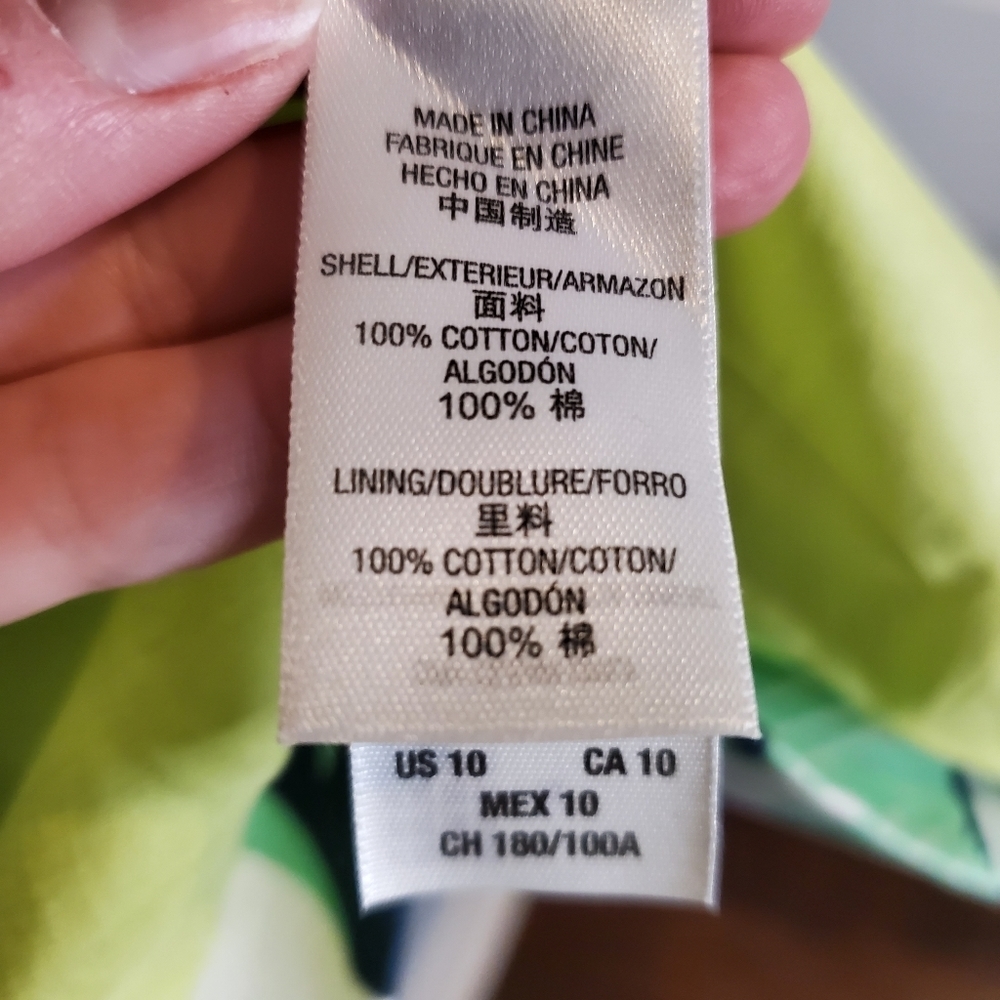 MADE IN CHINA
FABRIQUE EN CHINE
HECHO EN CHINA
中国制造
SHELL/EXTERIEUR/ARMAZON
面料
100% COTTON/COTON/
ALGODÓN
100% 棉
LINING/DOUBLURE/FORRO
里料
100% COTTON/COTON/
ALGODÓN
100% 棉
US 10 CA 10
MEX 10
CH 180/100A